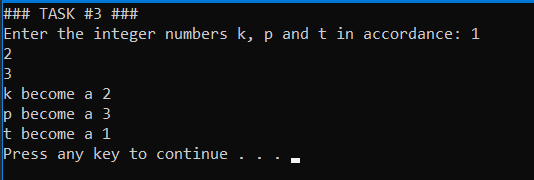 ### TASK #3 ###
Enter the integer numbers k, p and t in accordance: 1
2
3
k become a 2
p become a 3
t become a 1
Press any key to continue . . .